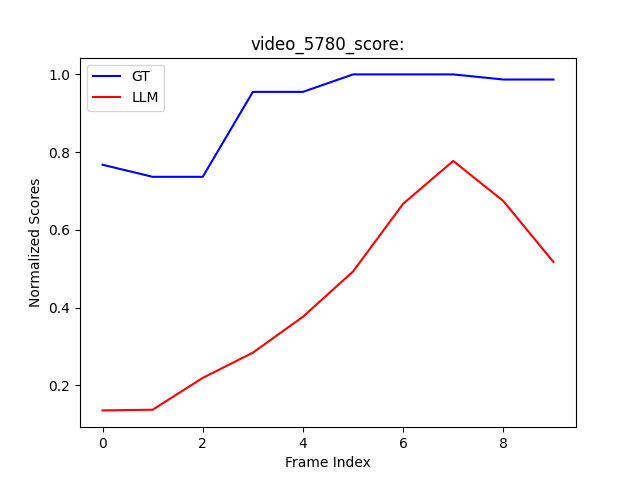 video_5780_score:
GT
LLM
Normalized Scores
1.0
0.8
0.6
0.4
0.2
0 2 4 6 8
Frame Index